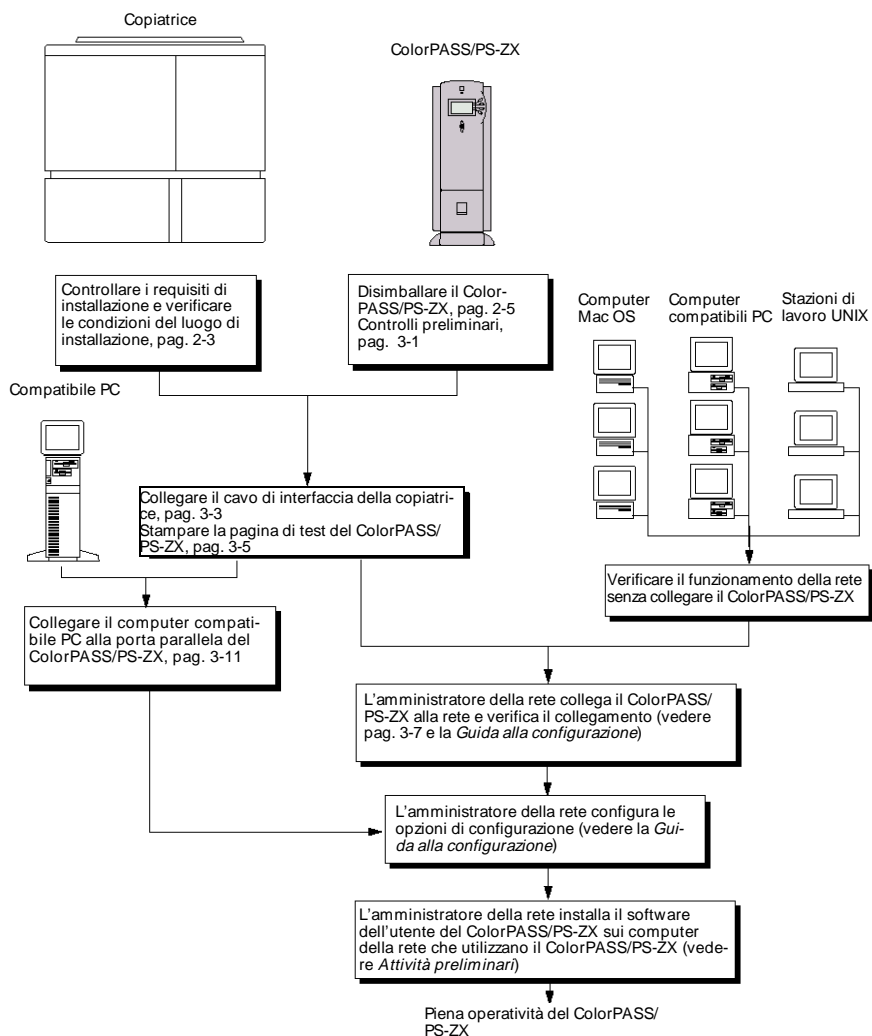 Copiatrice
ColorPASS/PS-ZX
Controllare i requisiti di
installazione e verificare
le condizioni del luogo di
installazione, pag. 2-3
Disimballare il Color-
PASS/PS-ZX, pag. 2-5
Controlli preliminari,
pag. 3-1
Computer
Mac OS
Computer
compatibili PC
Stazioni di
lavoro UNIX
Compatibile PC
Collegare il cavo di interfaccia della copiatri-
ce, pag. 3-3
Stampare la pagina di test del ColorPASS/
PS-ZX, pag. 3-5
Verificare il funzionamento della rete
senza collegare il ColorPASS/PS-ZX
Collegare il computer compati-
bile PC alla porta parallela del
ColorPASS/PS-ZX, pag. 3-11
L'amministratore della rete collega il ColorPASS/
PS-ZX alla rete e verifica il collegamento (vedere
pag. 3-7 e la Guida alla configurazione)
L'amministratore della rete configura le
opzioni di configurazione (vedere la Gui-
da alla configurazione)
L'amministratore della rete installa il software
dell'utente del ColorPASS/PS-ZX sui computer
della rete che utilizzano il ColorPASS/PS-ZX (vede-
re Attività preliminari)
Piena operatività del ColorPASS/
PS-ZX